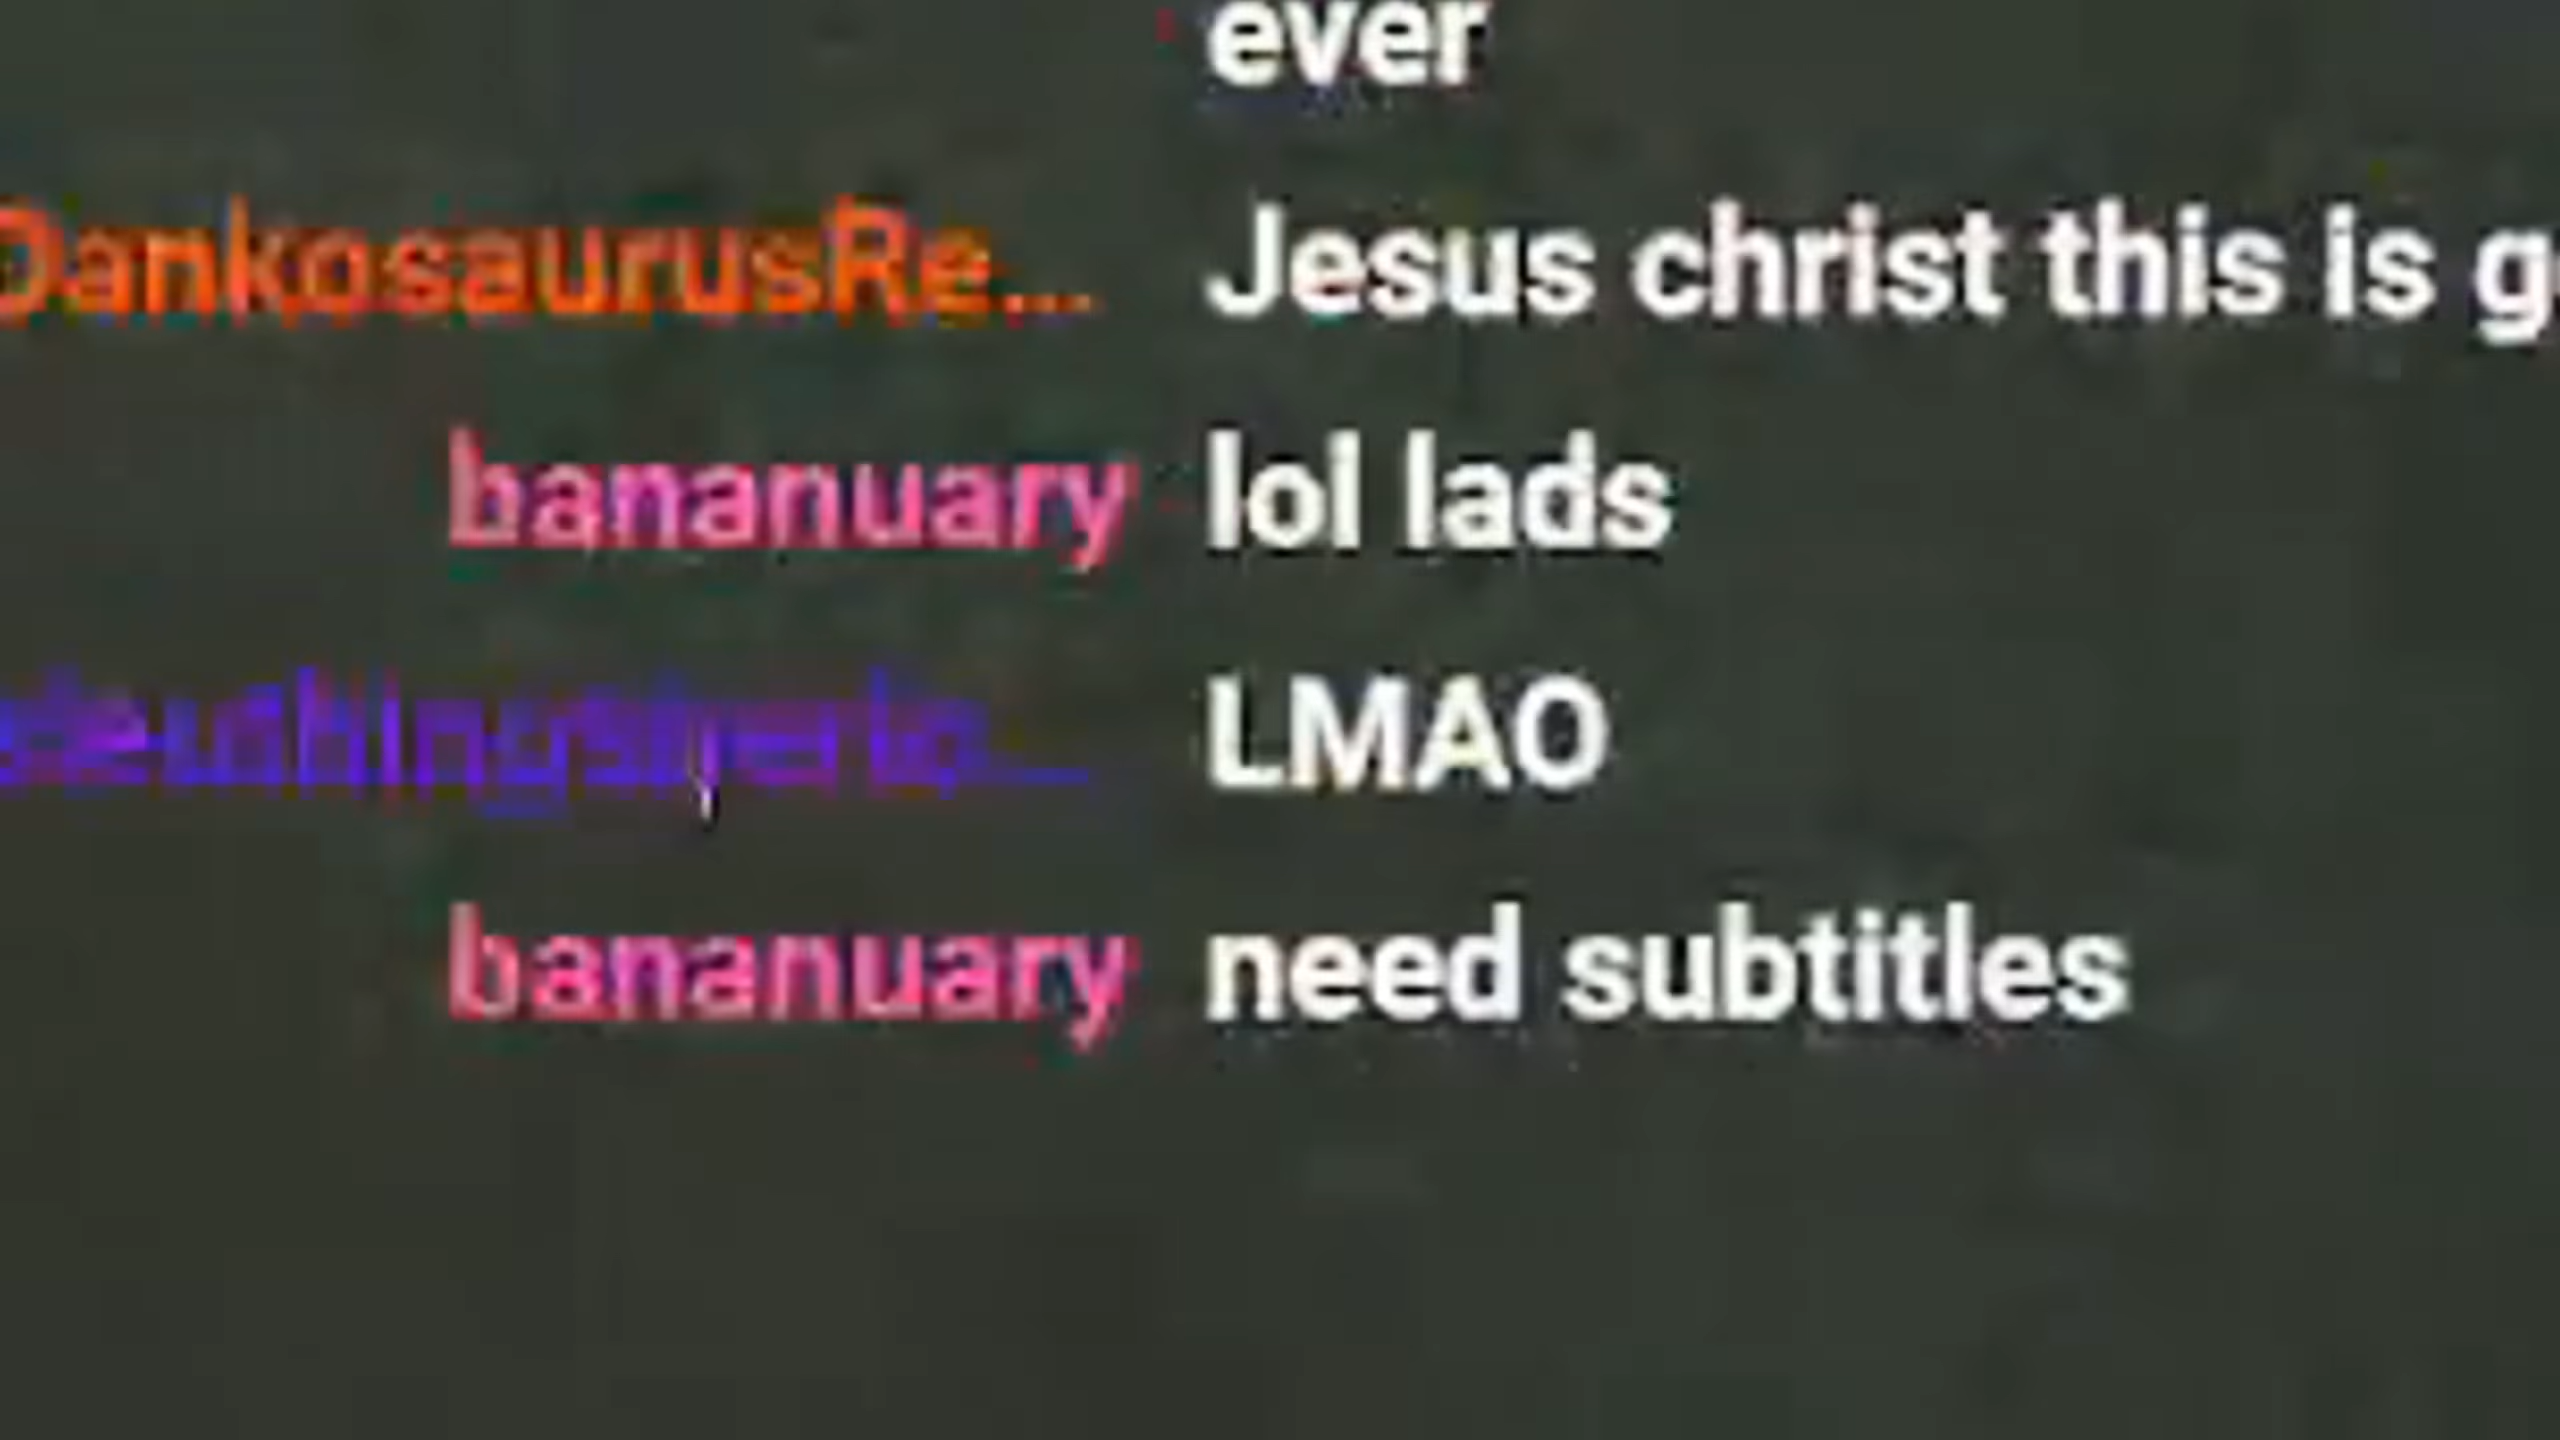 ever
DankosaurusRe... Jesus christ this is
bananuary lol lads
LMAO
bananuary need subtitles